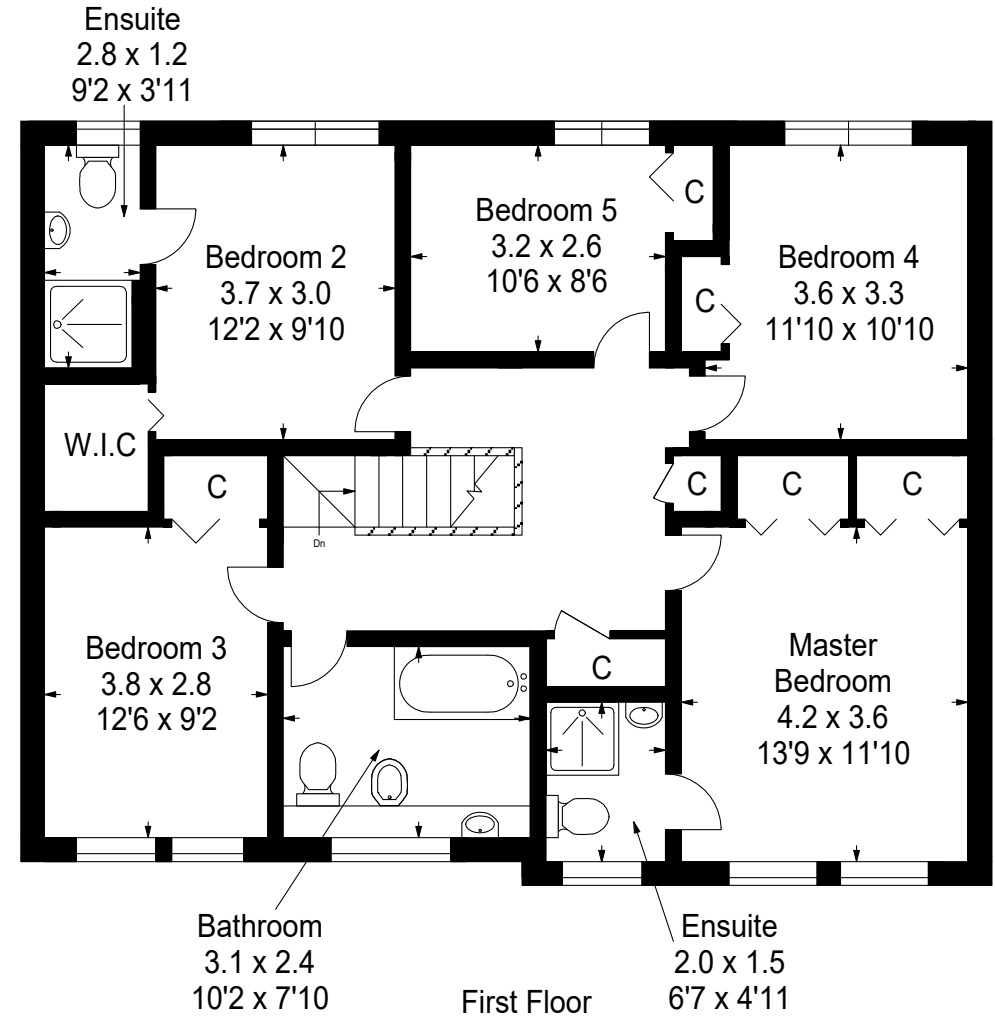 Ensuite
2.8 x 1.2
9'2 x 3'11
Bedroom 2
3.7 x 3.0
12'2 x 9'10
Bedroom 5
3.2 x 2.6
10'6 x 8'6
C
C
Bedroom 4
3.6 x 3.3
11'10 x 10'10
W.I.C
C
C
C
C
Dn
Bedroom 3
3.8 x 2.8
12'6 x 9'2
C
Master
Bedroom
4.2 x 3.6
13'9 x 11'10
Bathroom
3.1 x 2.4
10'2 x 7'10
Ensuite
2.0 x 1.5
6'7 x 4'11
First Floor